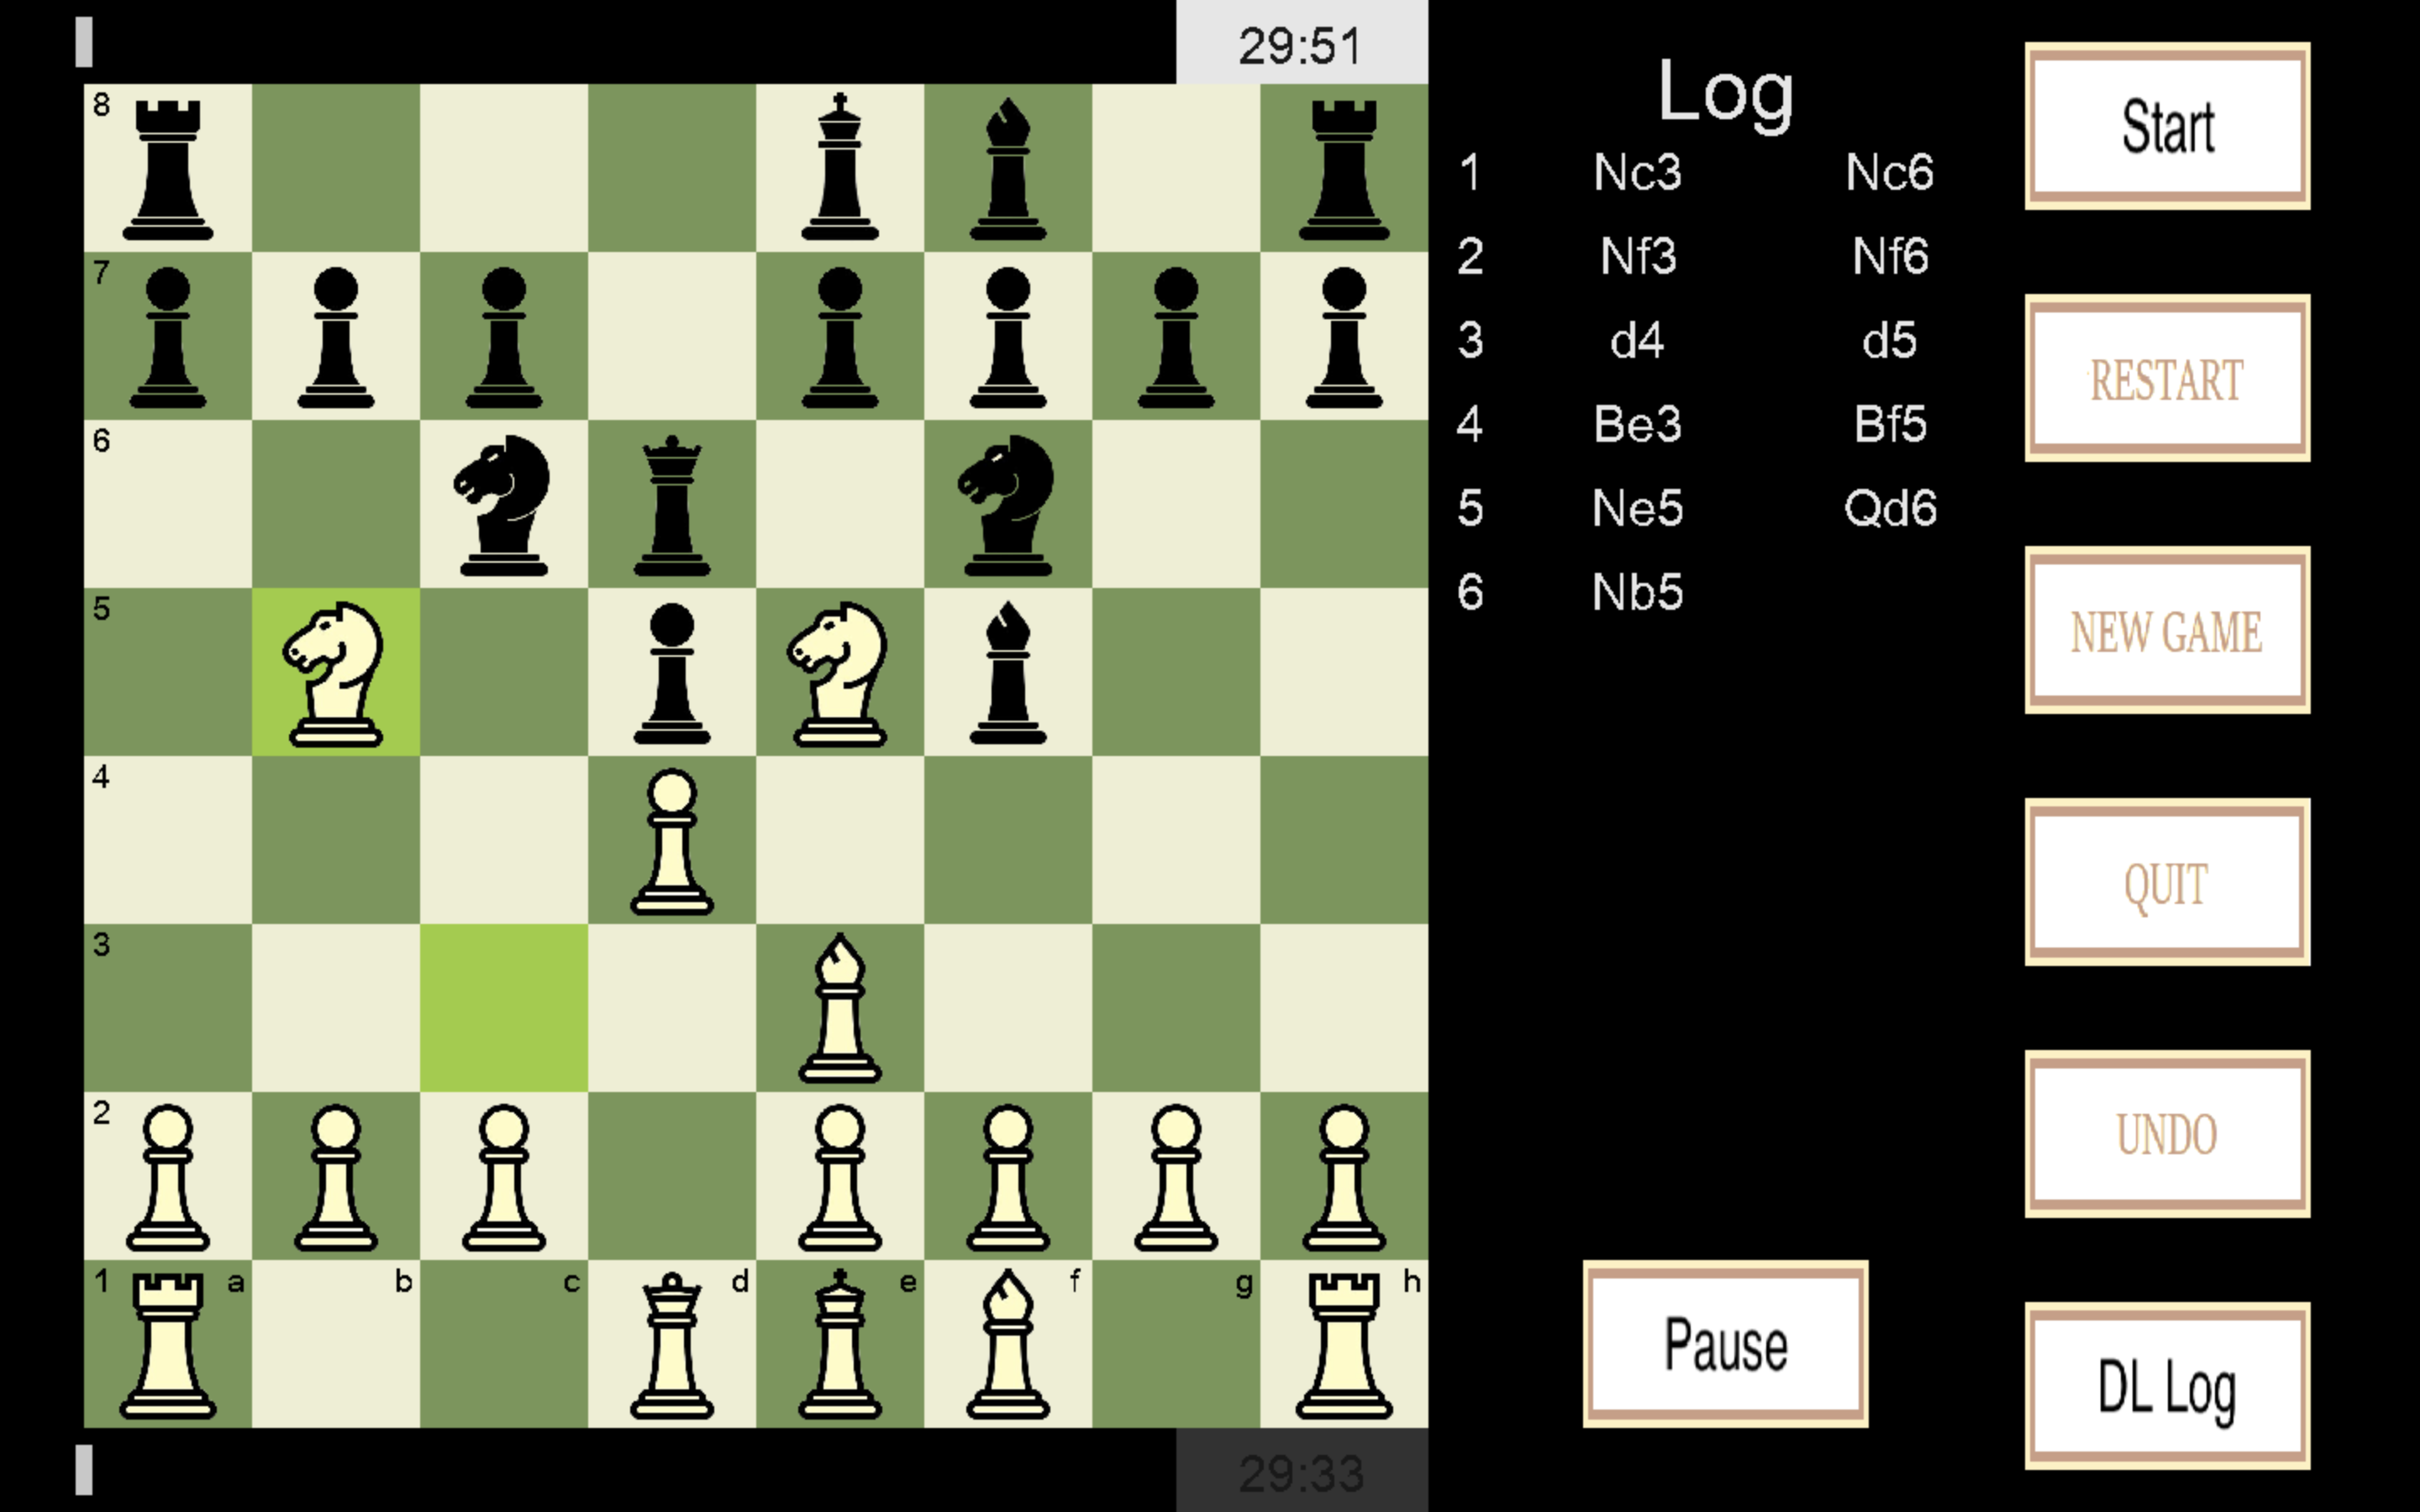 29:51
Log
1 Nc3 Nc6
2 Nf3 Nf6
3 d4 d5
4 Be3 Bf5
5 Ne5 Qd6
6 Nb5
Start
RESTART
NEW GAME
QUIT
UNDO
Pause
DL Log
8
7
6
5
4
3
2
1 a b c d e f g h
29:33